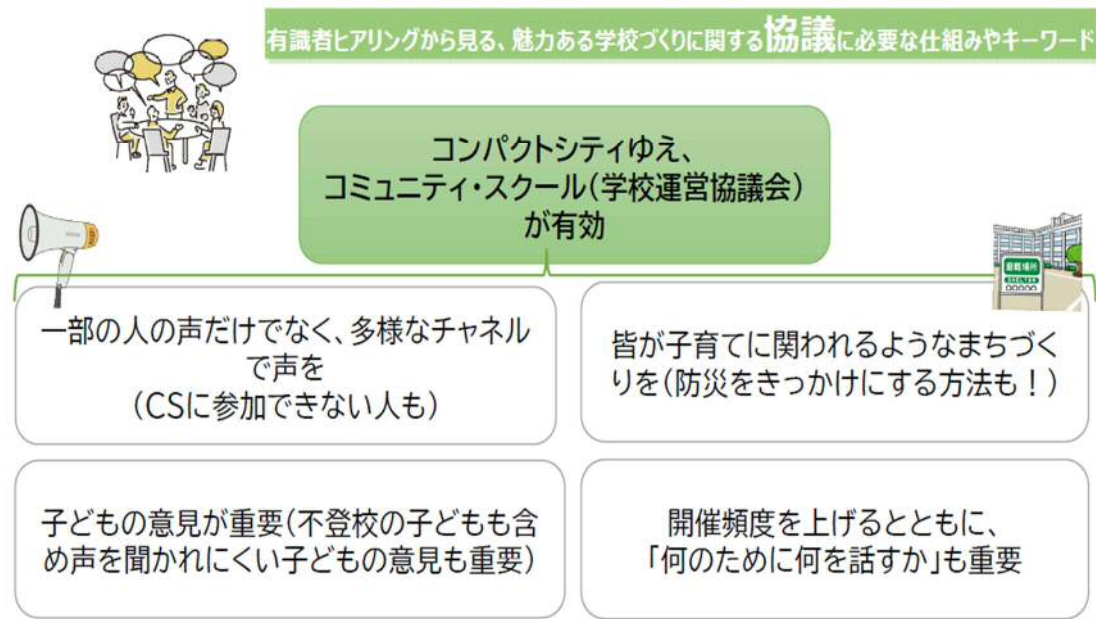 有識者ヒアリングから見る、魅力ある学校づくりに関する協議に必要な仕組みやキーワード
コンパクトシティゆえ、
コミュニティ・スクール(学校運営協議会)
が有効
一部の人の声だけでなく、多様なチャネル
で声を
(CSに参加できない人も)
皆が子育てに関われるようなまちづく
りを(防災をきっかけにする方法も!)
避難場所
SHELTER
〇〇〇〇〇
子どもの意見が重要(不登校の子どもも含
め声を聞かれにくい子どもの意見も重要)
開催頻度を上げるとともに、
「何のために何を話すか」も重要